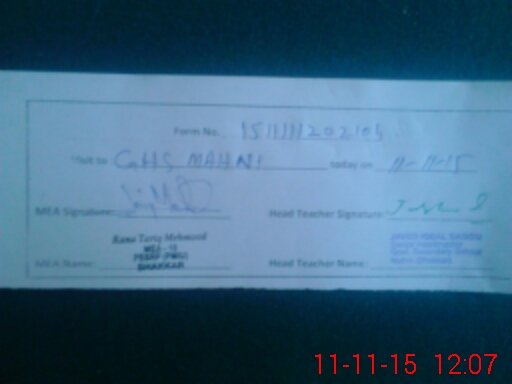 Form No. 151111202104
Visit to GHS MAHNI today on 11-11-15
MEA Signature: Head Teacher Signature:
MEA Name: Rana Tariq Mehmood
MEA - 13
PESRP (PMIU)
BHAKKAR
Head Teacher Name:
11-11-15 12:07